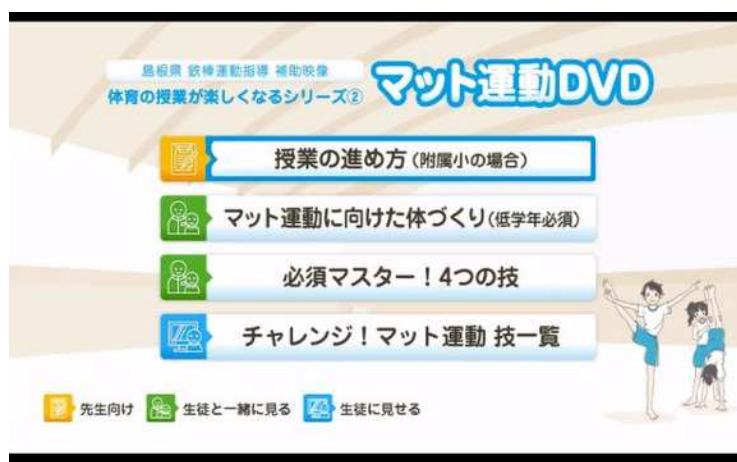 島根県 鉄棒運動指導 補助映像
体育の授業が楽しくなるシリーズ②
マット運動DVD
授業の進め方(附属小の場合)
マット運動に向けた体づくり(低学年必須)
必須マスター!4つの技
チャレンジ!マット運動 技一覧
先生向け 生徒と一緒に見る 生徒に見せる